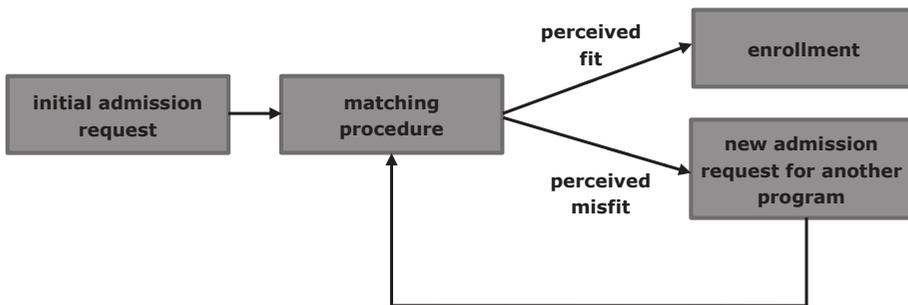 initial admission
request
matching
procedure
perceived
fit
enrollment
perceived
misfit
new admission
request for another
program